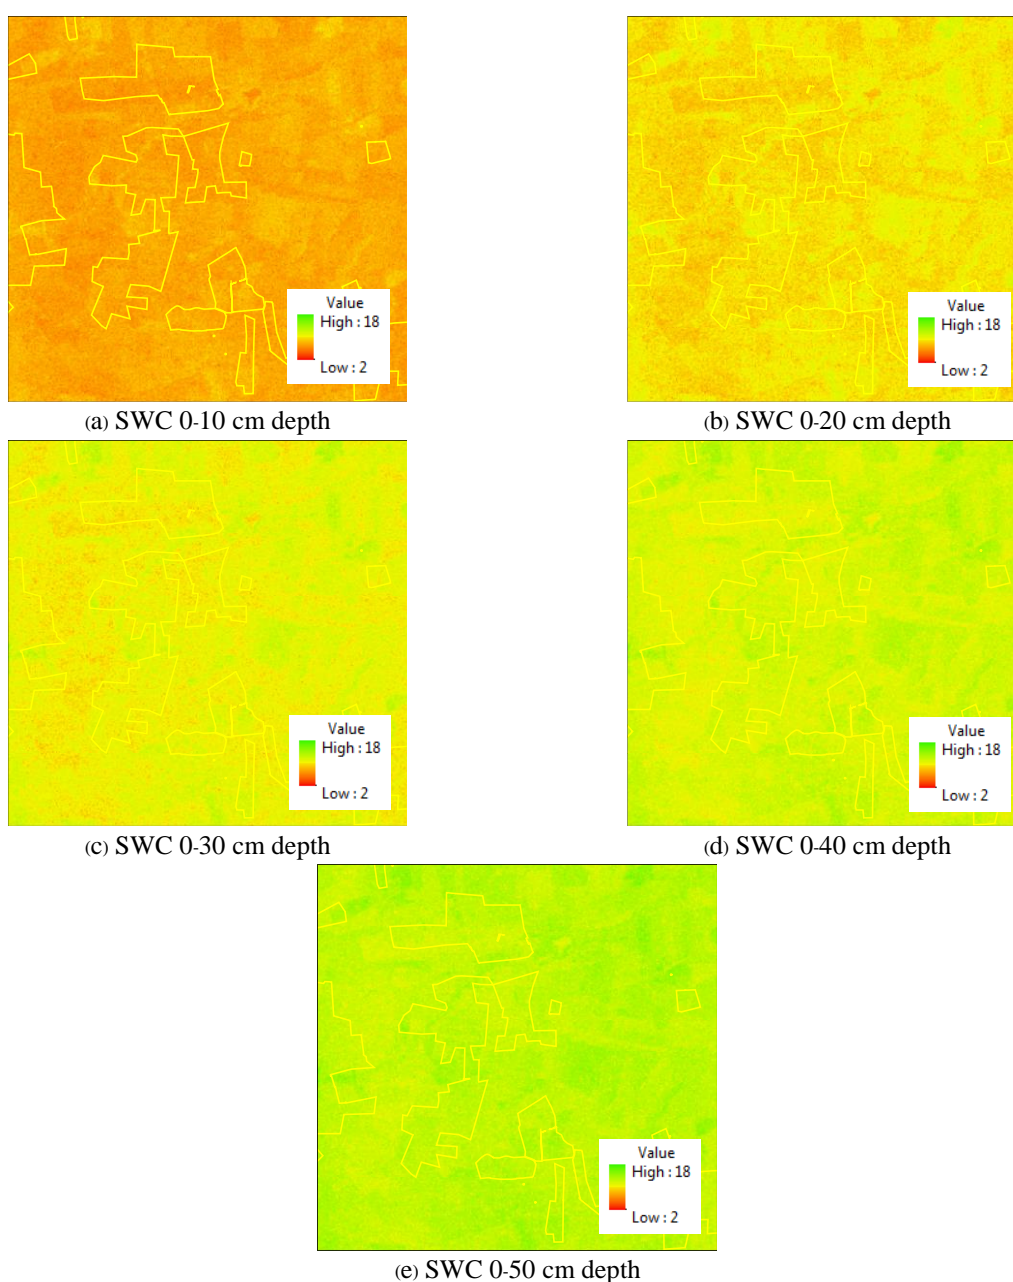 Value
High : 18
Low : 2
Value
High : 18
Low : 2
(a) SWC 0-10 cm depth
(b) SWC 0-20 cm depth
Value
High : 18
Low : 2
Value
High : 18
Low : 2
(c) SWC 0-30 cm depth
(d) SWC 0-40 cm depth
Value
High : 18
Low : 2
(e) SWC 0-50 cm depth